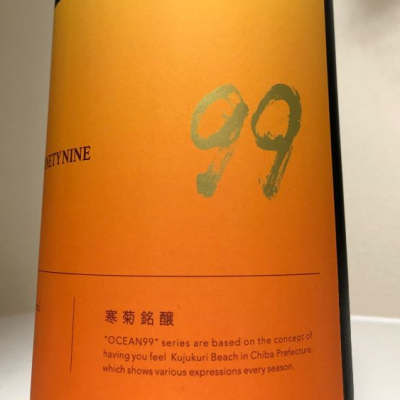 99
NINE
寒菊銘醸
"OCEAN99" series are based on the concept of
having you feel Kujukuri Beach in Chiba Prefecture.
which shows various expressions every season.